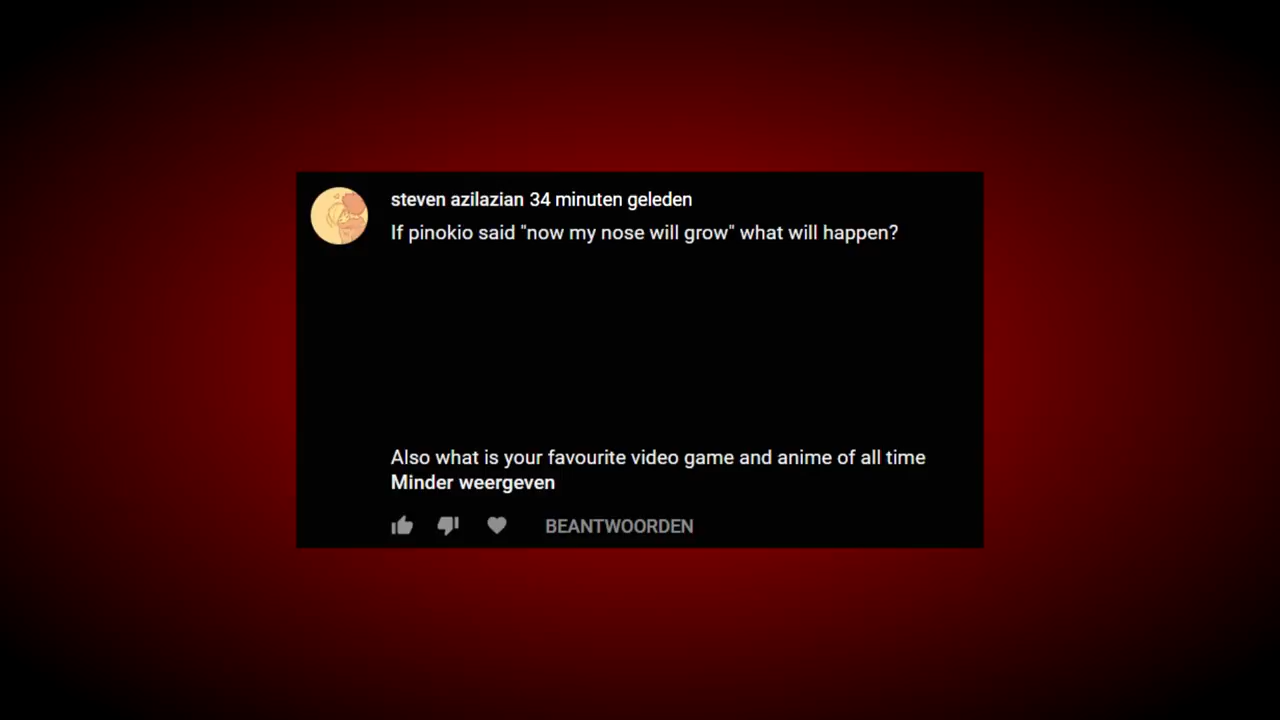 steven azilazian 34 minuten geleden
If pinokio said "now my nose will grow" what will happen?
Also what is your favourite video game and anime of all time
Minder weergeven
BEANTWOORDEN